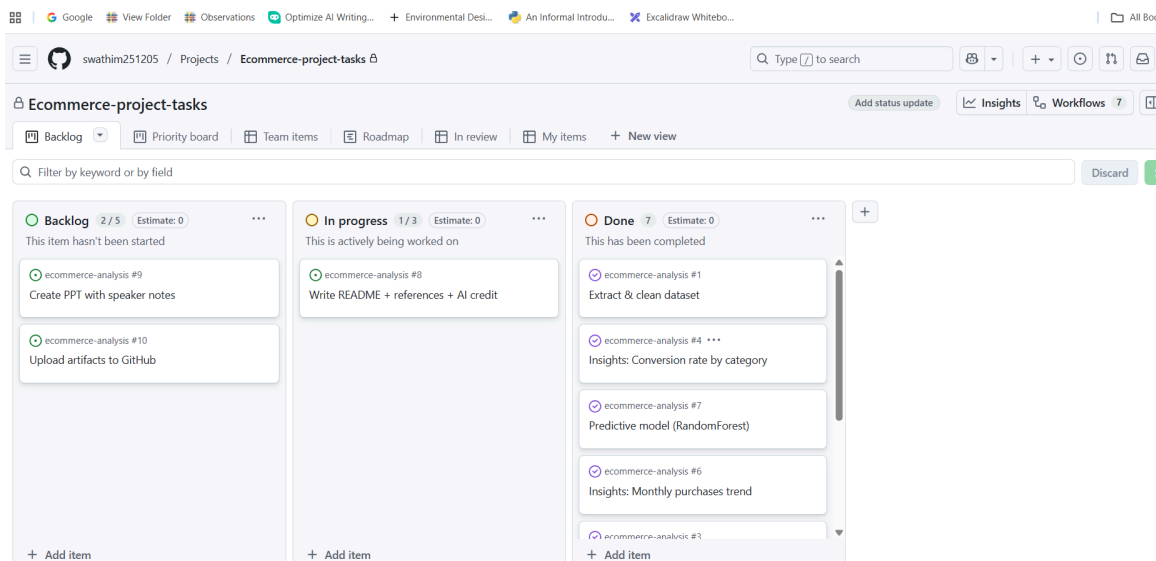 Google
View Folder
Observations
Optimize AI Writing...
Environmental Desi...
An Informal Introdu...
Excalidraw Whitebo...
All Boo
swathim251205 / Projects / Ecommerce-project-tasks
Type / to search
Ecommerce-project-tasks
Add status update
Insights
Workflows 7
Backlog
Priority board
Team items
Roadmap
In review
My items
+ New view
Filter by keyword or by field
Discard
Backlog 2 / 5 Estimate: 0
This item hasn't been started
ecommerce-analysis #9
Create PPT with speaker notes
ecommerce-analysis #10
Upload artifacts to GitHub
+ Add item
In progress 1 / 3 Estimate: 0
This is actively being worked on
ecommerce-analysis #8
Write README + references + AI credit
+ Add item
Done 7 Estimate: 0
This has been completed
ecommerce-analysis #1
Extract & clean dataset
ecommerce-analysis #4
Insights: Conversion rate by category
ecommerce-analysis #7
Predictive model (RandomForest)
ecommerce-analysis #6
Insights: Monthly purchases trend
ecommerce-analysis #3
+ Add item